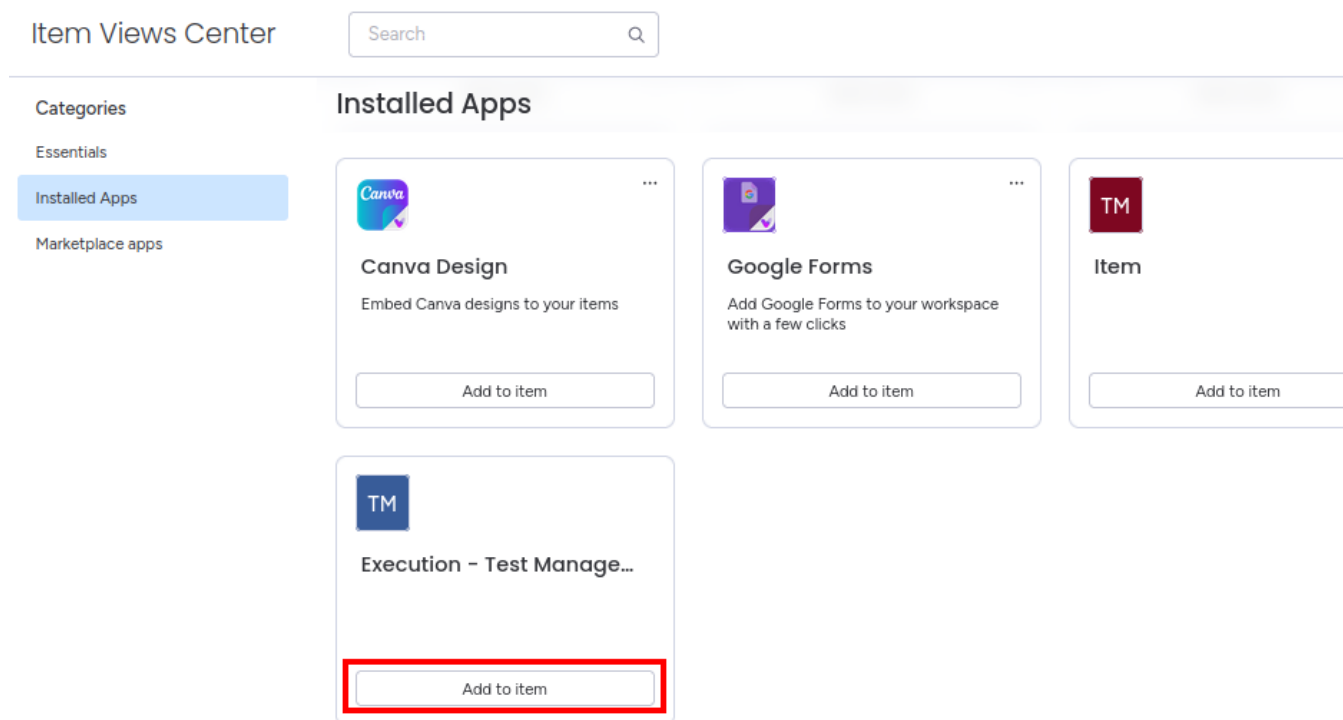 Item Views Center
Search
Categories
Essentials
Installed Apps
Marketplace apps
Installed Apps
Canva
Canva Design
Embed Canva designs to your items
Add to item
Google Forms
Add Google Forms to your workspace
with a few clicks
Add to item
TM
Item
Add to item
TM
Execution - Test Manage...
Add to item